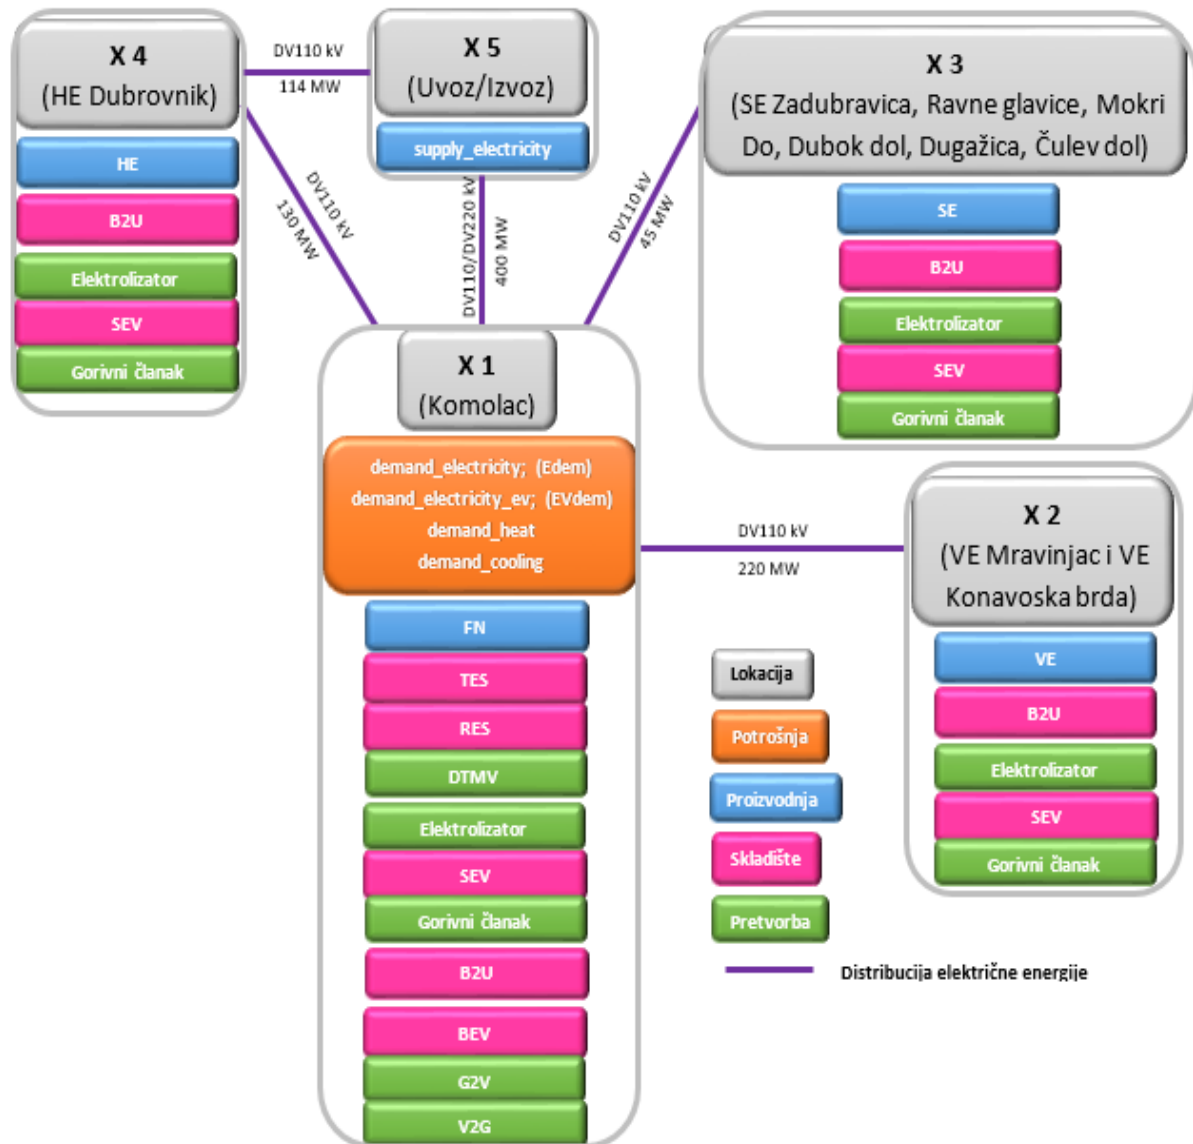 X 4
(HE Dubrovnik)
HE
B2U
Elektrolizator
SEV
Gorivni članak
DV110 kV
114 MW
X 5
(Uvoz/Izvoz)
supply_electricity
X 3
(SE Zadubravica, Ravne glavice, Mokri
Do, Dubok dol, Dugažica, Čulev dol)
SE
B2U
Elektrolizator
SEV
Gorivni članak
DV110 kV
130 MW
DV110/DV220 kV
400 MW
DV110 kV
45 MW
X 1
(Komolac)
demand_electricity; (Edem)
demand_electricity_ev; (EVdem)
demand_heat
demand_cooling
FN
TES
RES
DTMV
Elektrolizator
SEV
Gorivni članak
B2U
BEV
G2V
V2G
DV110 kV
220 MW
X 2
(VE Mravinjac i VE
Konavoska brda)
VE
B2U
Elektrolizator
SEV
Gorivni članak
Lokacija
Potrošnja
Proizvodnja
Skladište
Pretvorba
Distribucija električne energije